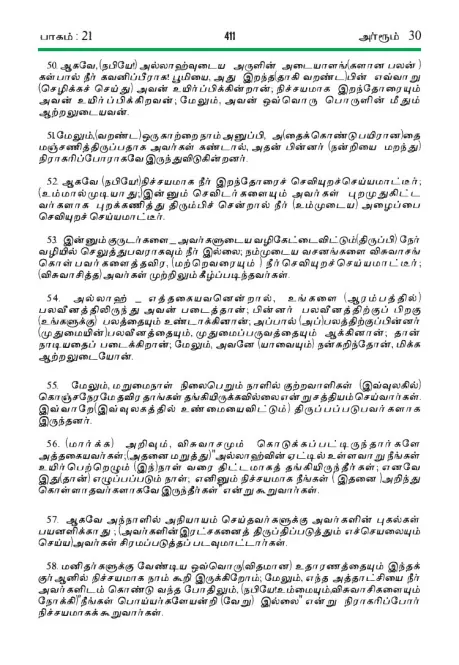 பாகம் : 21 411 அர்ரூம் 30
50. ஆகவே, (நபியே!) அல்லாஹ்வுடைய அருளின் அடையாளங்(களான பலன் )
களை நீர் கவனிப்பீராக! பூமியை, அது இறந்த(தாகி வறண்ட)பின் எவ்வாறு
(செழிக்கச் செய்து) அவன் உயிர்ப்பிக்கின்றான்; நிச்சயமாக இறந்தோரையும்
அவன் உயிர்ப்பிக்கிறவன்; மேலும், அவன் ஒவ்வொரு பொருளின் மீதும்
ஆற்றலுடையவன்.
51.மேலும்,(வறண்ட)ஒருகாற்றை நாம் அனுப்பி, அ(தைக்கொண்டுபயிரான)தை
மஞ்சணித்திருப்பதாக அவர்கள் கண்டால், அதன் பின்னர் (நன்றியை மறந்து)
நிராகரிப்போராகவே இருந்துவிடுகின்றனர்.
52. ஆகவே (நபியே!)நிச்சயமாக நீர் இறந்தோரைச் செவியுறச்செய்யமாட்டீர்;
(உம்மால்முடியாது;)இன்னும் செவிடர்களையும் அவர்கள் புறமுதுகிட்ட
வர்களாக புறக்கணித்து திரும்பிச் சென்றால் நீர் (உம்முடைய) அழைப்பை
செவியுறச்செய்யமாட்டீர்.
53. இன்னும்குருடர்களை _ அவர்களுடைய வழிகேட்டைவிட்டும்(திருப்பி) நேர்
வழியில் செலுத்துபவராகவும் நீர் இல்லை; நம்முடைய வசனங்களை விசுவாசங்
கொள்பவர்களைத்தவிர, (மற்றெவரையும் ) நீர்செவியுறச்செய்யமாட்டீர்;
(விசுவாசித்த)அவர்கள் முற்றிலும் கீழ்ப்படிந்தவர்கள்.
54. அல்லாஹ் _ எத்தகையவனென்றால், உங்களை (ஆரம்பத்தில்)
பலவீனத்திலிருந்து அவன் படைத்தான்; பின்னர் பலவீனத்திற்குப் பிறகு
(உங்களுக்கு) பலத்தையும் உண்டாக்கினான்; அப்பால் (அப்)பலத்திற்குப்பின்னர்
(முதுமையின்)பலவீனத்தையும், முதுமைப்பருவத்தையும் ஆக்கினான்; தான்
நாடியதைப் படைக்கிறான்; மேலும், அவனே (யாவையும்) நன்கறிந்தோன், மிக்க
ஆற்றலுடையோன்.
55. மேலும், மறுமைநாள் நிலைபெறும் நாளில் குற்றவாளிகள் (இவ்வுலகில்)
கொஞ்சநேரமேதவிர தாங்கள் தங்கியிருக்கவில்லை என்று சத்தியம் செய்வார்கள்.
இவ்வாறே(இவ்வுலகத்தில் உண்மையைவிட்டும்) திருப்பப்படுபவர்களாக
இருந்தனர்.
56. (மார்க்க) அறிவும், விசுவாசமும் கொடுக்கப்பட்டிருந்தார்களே
அத்தகையவர்கள்;(அதனை மறுத்து)"அல்லாஹ்வின் ஏட்டில் உள்ளவாறு நீங்கள்
உயிர்பெற்றெழும் (இந்)நாள் வரை திட்டமாகத் தங்கியிருந்தீர்கள்; எனவே
இது(தான்) எழுப்பப்படும் நாள்; எனினும் நிச்சயமாக நீங்கள் ( இதனை )அறிந்து
கொள்ளாதவர்களாகவே இருந்தீர்கள் என்று கூறுவார்கள்.
57. ஆகவே அந்நாளில் அநியாயம் செய்தவர்களுக்கு அவர்களின் புகல்கள்
பயனளிக்காது ; (அவர்களின் இரட்சகனைத் திருப்திப்படுத்தும் எச்செயலையும்
செய்ய)அவர்கள் சிரமப்படுத்தப் படவுமாட்டார்கள்.
58. மனிதர்களுக்கு வேண்டிய ஒவ்வொரு(விதமான) உதாரணத்தையும் இந்தக்
குர்ஆனில் நிச்சயமாக நாம் கூறி இருக்கிறோம்; மேலும், எந்த அத்தாட்சியை நீர்
அவர்களிடம் கொண்டு வந்த போதிலும், (நபியே!உம்மையும்,விசுவாசிகளையும்
நோக்கி)"நீங்கள் பொய்யர்களேயன்றி (வேறு) இல்லை" என்று நிராகரிப்போர்
நிச்சயமாகக் கூறுவார்கள்.